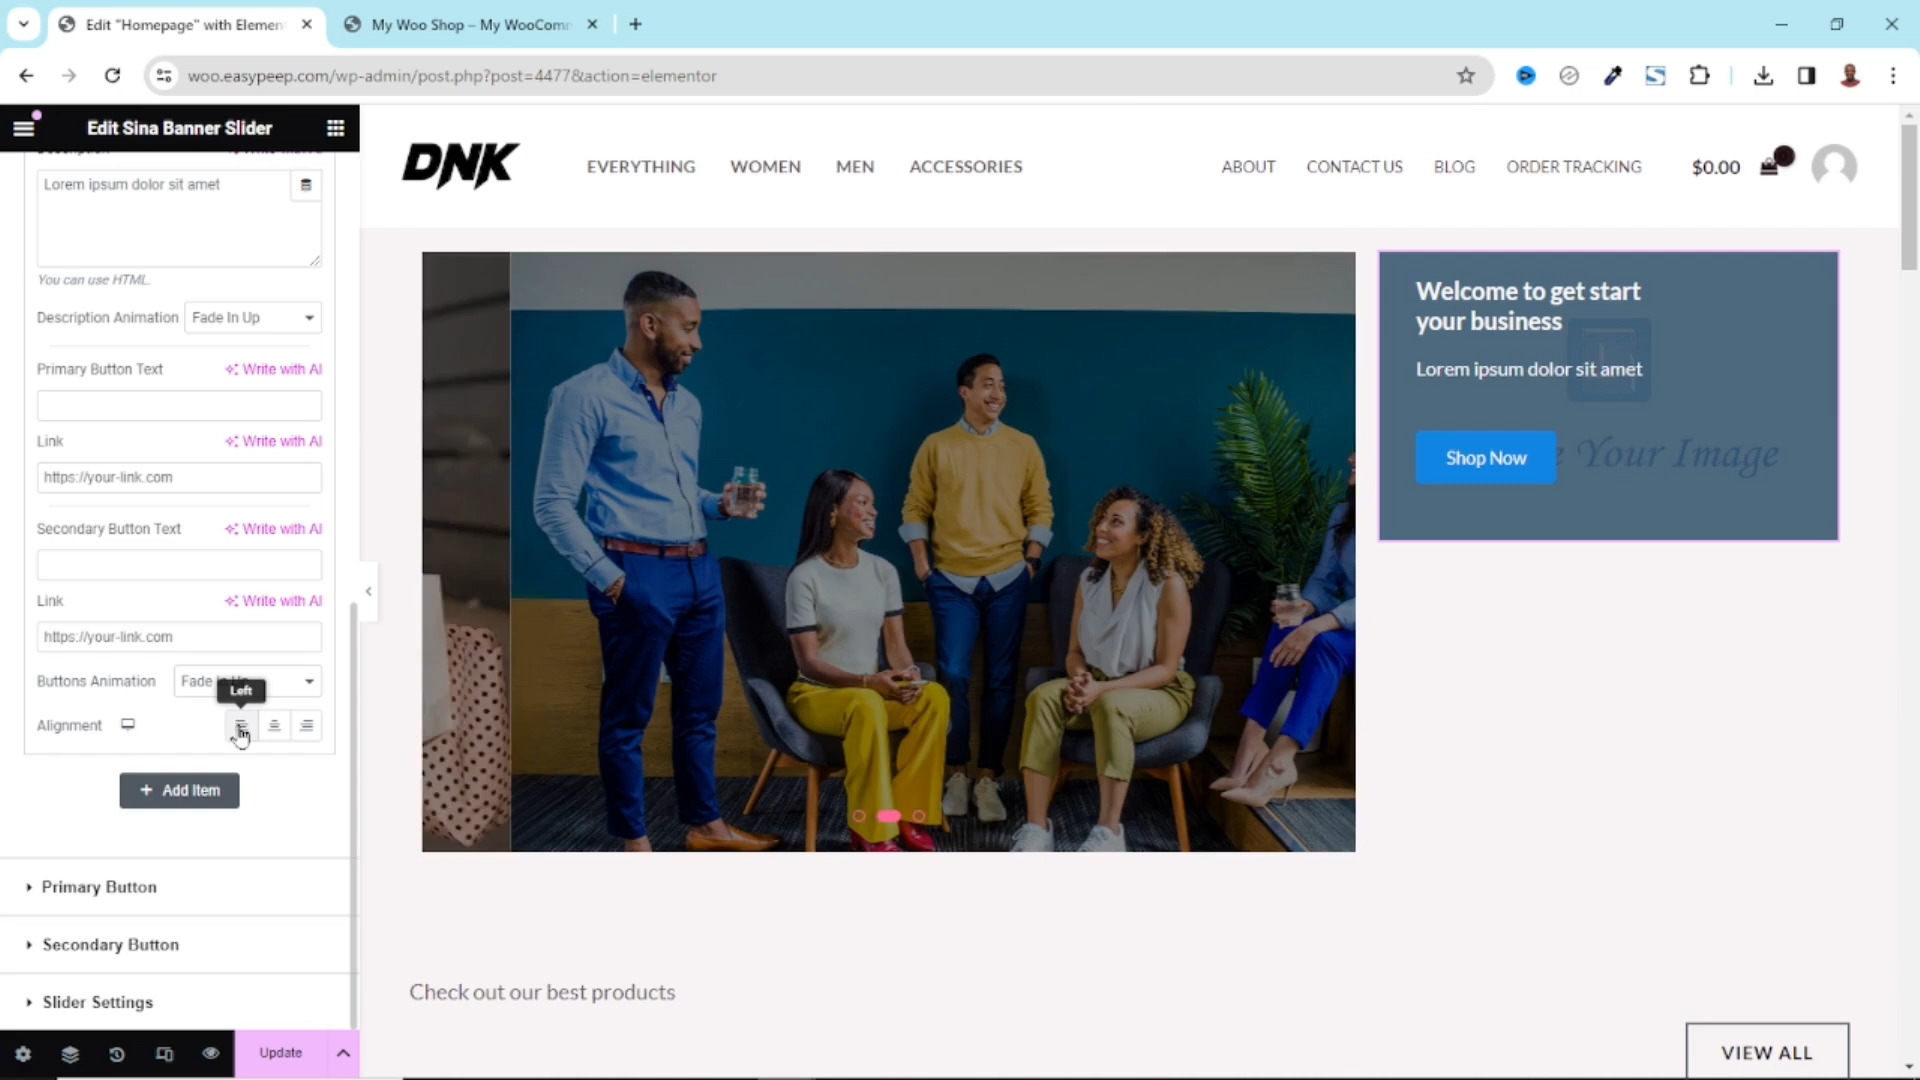 Edit "Homepage" with Elemen
My Woo Shop – My WooComm
woo.easypeep.com/wp-admin/post.php?post=4477&action=elementor
Edit Sina Banner Slider
Lorem ipsum dolor sit amet
You can use HTML.
Description Animation Fade In Up
Primary Button Text Write with AI
Link Write with AI
https://your-link.com
Secondary Button Text Write with AI
Link Write with AI
https://your-link.com
Buttons Animation Fade
Left
Alignment
+ Add Item
Primary Button
Secondary Button
Slider Settings
Update
DNK
EVERYTHING WOMEN MEN ACCESSORIES
ABOUT CONTACT US BLOG ORDER TRACKING $0.00
Welcome to get start
your business
Lorem ipsum dolor sit amet
Shop Now
Your Image
Check out our best products
VIEW ALL